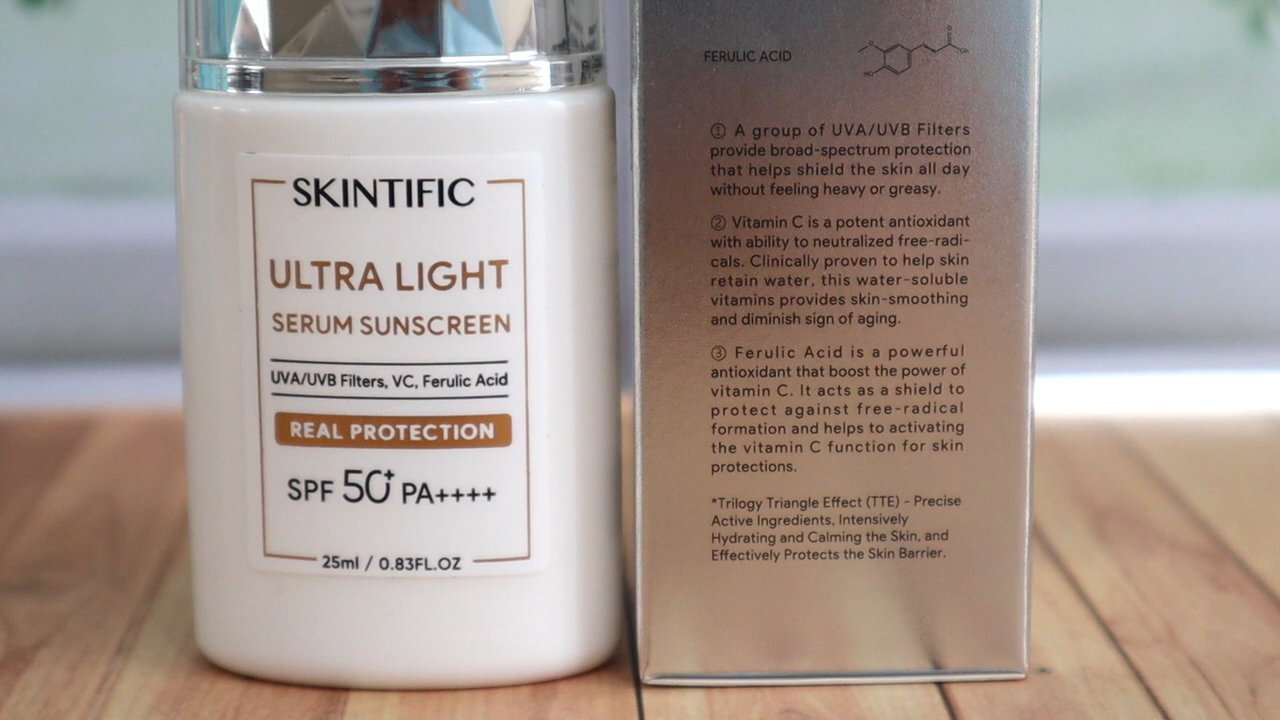 SKINTIFIC
ULTRA LIGHT
SERUM SUNSCREEN
UVA/UVB Filters, VC, Ferulic Acid
REAL PROTECTION
SPF 50+ PA++++
25ml / 0.83FL.OZ
FERULIC ACID
HO
O
O
OH
① A group of UVA/UVB Filters
provide broad-spectrum protection
that helps shield the skin all day
without feeling heavy or greasy.
② Vitamin C is a potent antioxidant
with ability to neutralized free-radi-
cals. Clinically proven to help skin
retain water, this water-soluble
vitamins provides skin-smoothing
and diminish sign of aging.
③ Ferulic Acid is a powerful
antioxidant that boost the power of
vitamin C. It acts as a shield to
protect against free-radical
formation and helps to activating
the vitamin C function for skin
protections.
*Trilogy Triangle Effect (TTE) - Precise
Active Ingredients, Intensively
Hydrating and Calming the Skin, and
Effectively Protects the Skin Barrier.